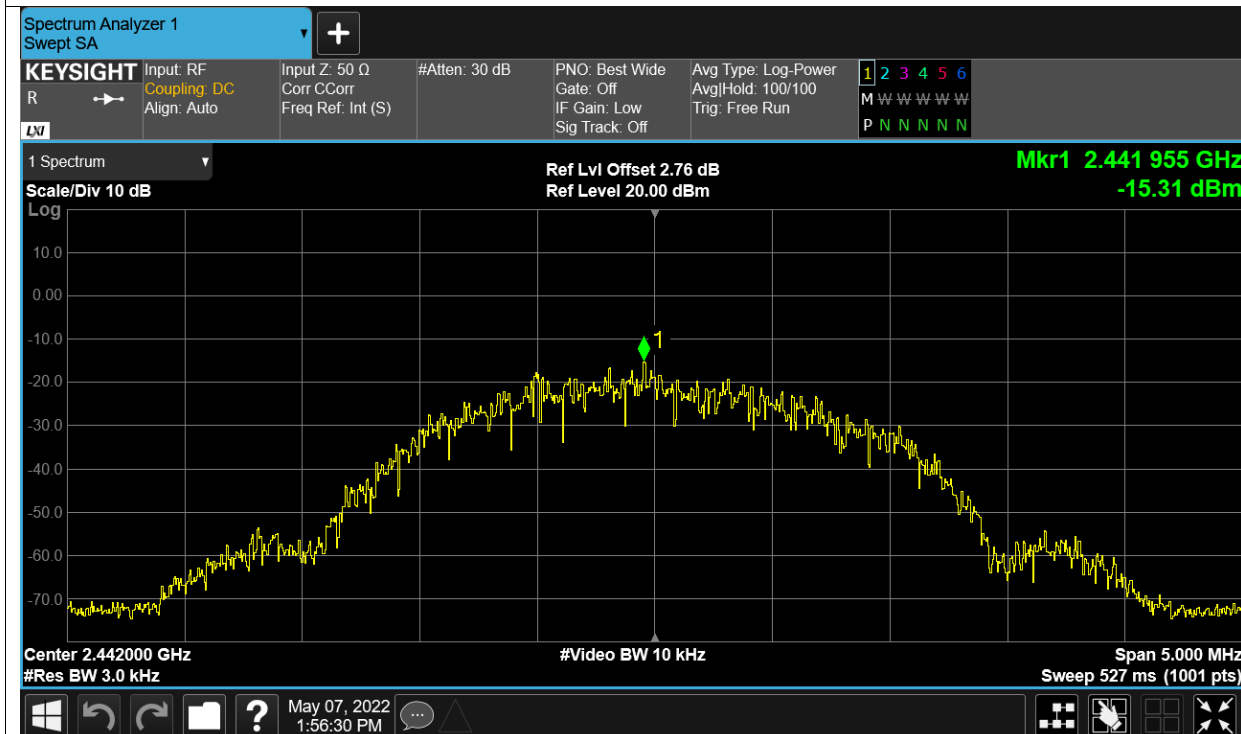 Spectrum Analyzer 1
Swept SA
+
KEYSIGHT
R
LXI
Input: RF
Coupling: DC
Align: Auto
Input Z: 50 Ω
Corr CCorr
Freq Ref: Int (S)
#Atten: 30 dB
PNO: Best Wide
Gate: Off
IF Gain: Low
Sig Track: Off
Avg Type: Log-Power
Avg|Hold: 100/100
Trig: Free Run
1 2 3 4 5 6
M W W W W W
P N N N N N
1 Spectrum
Scale/Div 10 dB
Log
Ref Lvl Offset 2.76 dB
Ref Level 20.00 dBm
Mkr1 2.441 955 GHz
-15.31 dBm
10.0
0.00
-10.0
-20.0
-30.0
-40.0
-50.0
-60.0
-70.0
1
Center 2.442000 GHz
#Res BW 3.0 kHz
#Video BW 10 kHz
Span 5.000 MHz
Sweep 527 ms (1001 pts)
?
May 07, 2022
1:56:30 PM